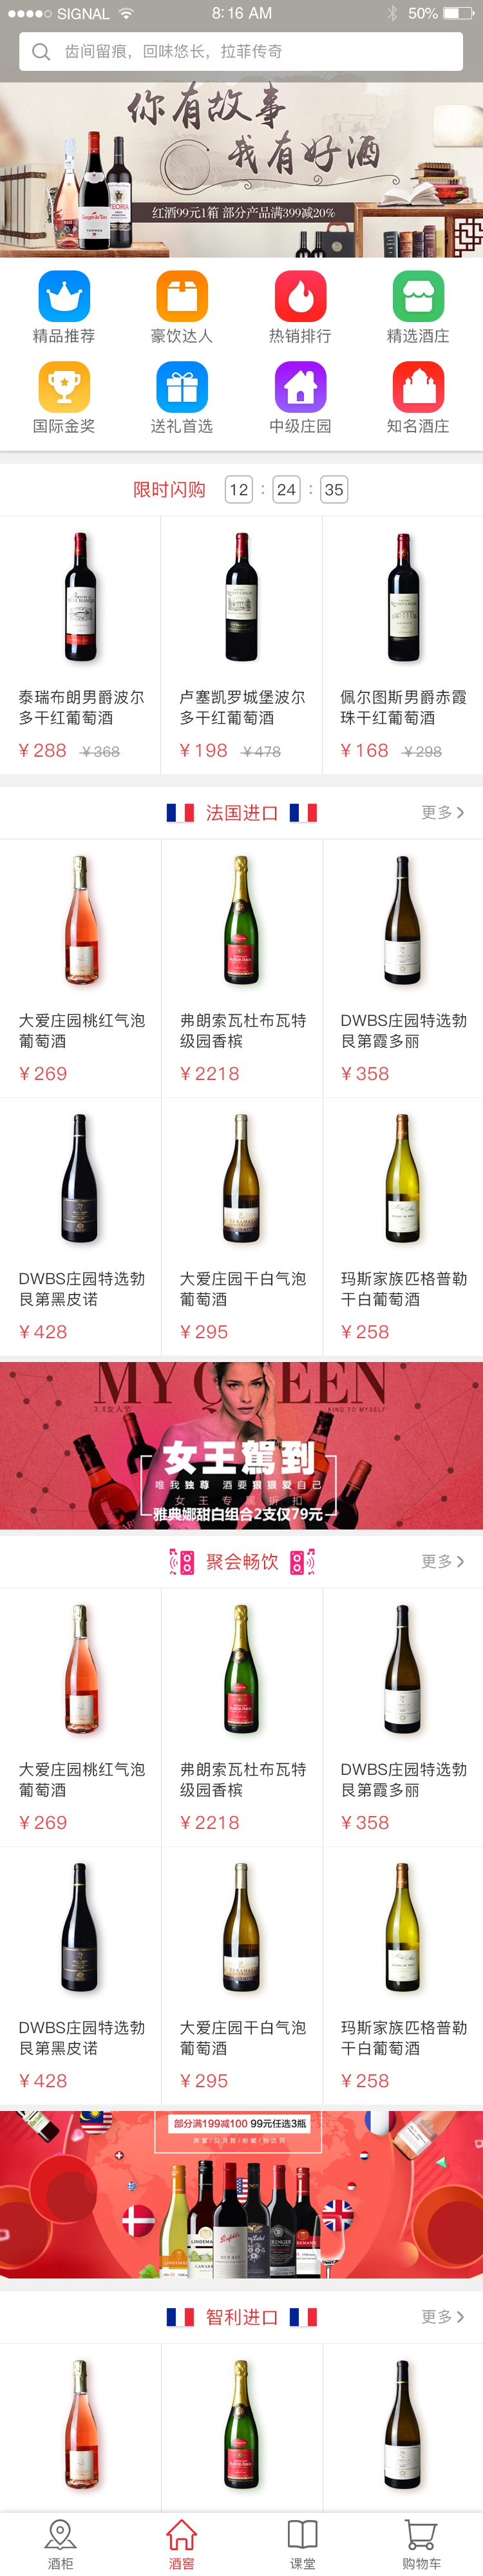 SIGNAL 8:16 AM 50%
齿间留痕，回味悠长，拉菲传奇
你有故事
我有好酒
红酒99元1箱 部分产品满399减20%
精品推荐 豪饮达人 热销排行 精选酒庄
国际金奖 送礼首选 中级庄园 知名酒庄
限时闪购 12 : 24 : 35
泰瑞布朗男爵波尔多干红葡萄酒
¥288 ¥368
卢塞凯罗城堡波尔多干红葡萄酒
¥198 ¥478
佩尔图斯男爵赤霞珠干红葡萄酒
¥168 ¥298
法国进口 更多
大爱庄园桃红气泡葡萄酒
¥269
弗朗索瓦杜布瓦特级园香槟
¥2218
DWBS庄园特选勃艮第霞多丽
¥358
DWBS庄园特选勃艮第黑皮诺
¥428
大爱庄园干白气泡葡萄酒
¥295
玛斯家族匹格普勒干白葡萄酒
¥258
MY QUEEN
3.8女人节 KIND TO MYSELF
女王駕到
唯我独尊 酒要狠狠爱自己
女王专属折扣
雅典娜甜白组合2支仅79元
聚会畅饮 更多
大爱庄园桃红气泡葡萄酒
¥269
弗朗索瓦杜布瓦特级园香槟
¥2218
DWBS庄园特选勃艮第霞多丽
¥358
DWBS庄园特选勃艮第黑皮诺
¥428
大爱庄园干白气泡葡萄酒
¥295
玛斯家族匹格普勒干白葡萄酒
¥258
部分满199减100 99元任选3瓶
智利进口 更多
酒柜 酒窖 课堂 购物车